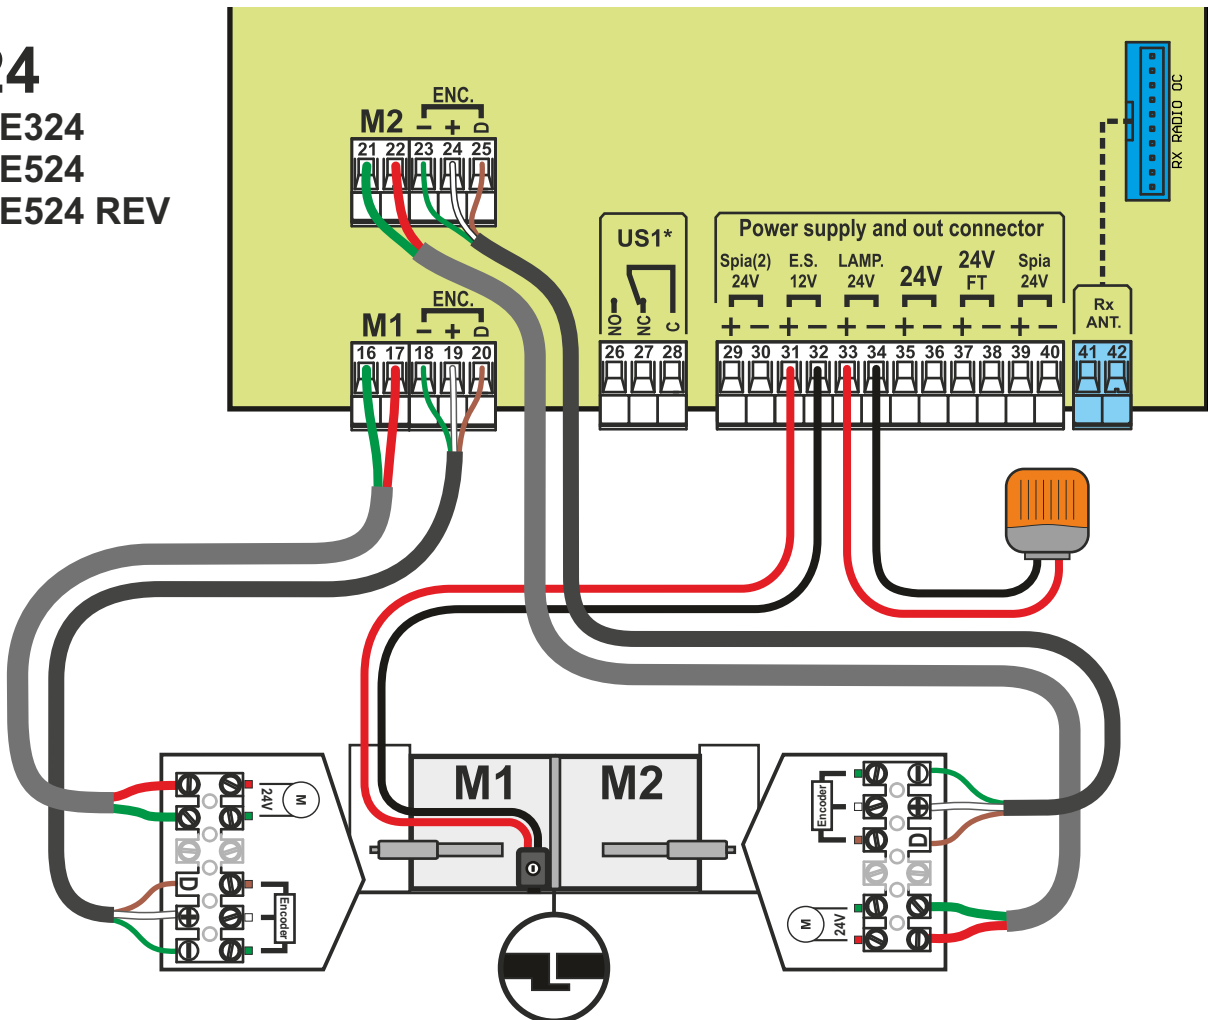 24
E324
E524
E524 REV
ENC.
M2 − + D
21 22 23 24 25
ENC.
M1 − + D
16 17 18 19 20
US1*
NO NC C
26 27 28
Power supply and out connector
Spia(2) 24V
E.S. 12V
LAMP. 24V
24V
24V FT
Spia 24V
+ − + − + − + − + − + −
29 30 31 32 33 34 35 36 37 38 39 40
RX RADIO OC
Rx
ANT.
41 42
M1 M2
24V M
D
Encoder
Encoder
D
M 24V